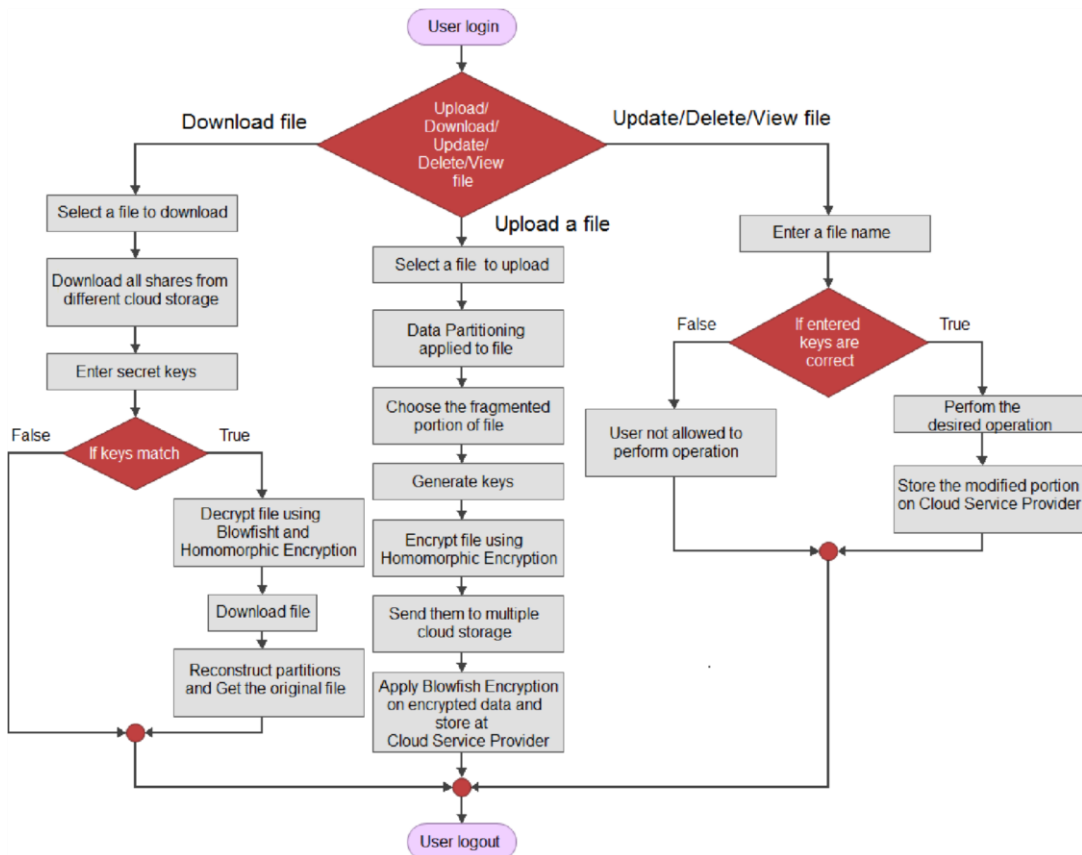 User login
Upload/
Download/
Update/
Delete/View
file
Download file
Update/Delete/View file
Upload a file
Select a file to download
Download all shares from
different cloud storage
Enter secret keys
False
True
If keys match
Decrypt file using
Blowfisht and
Homomorphic Encryption
Download file
Reconstruct partitions
and Get the original file
Select a file to upload
Data Partitioning
applied to file
Choose the fragmented
portion of file
Generate keys
Encrypt file using
Homomorphic Encryption
Send them to multiple
cloud storage
Apply Blowfish Encryption
on encrypted data and
store at
Cloud Service Provider
Enter a file name
False
True
If entered
keys are
correct
User not allowed to
perform operation
Perfom the
desired operation
Store the modified portion
on Cloud Service Provider
User logout